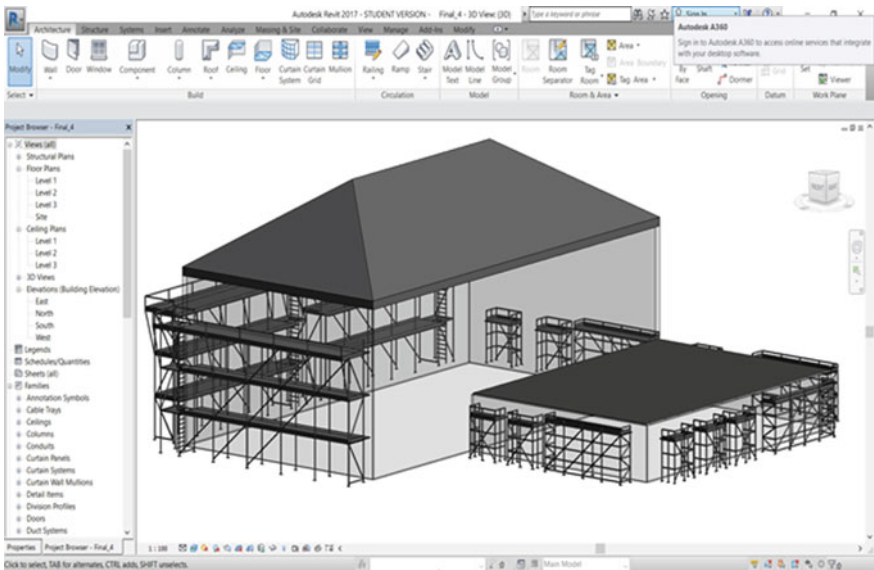 Autodesk Revit 2017 - STUDENT VERSION - Final_4 - 3D View: {3D}
Type a keyword or phrase
Sign In
Architecture Structure Systems Insert Annotate Analyze Massing & Site Collaborate View Manage Add-Ins Modify
Autodesk A360
Sign in to Autodesk A360 to access online services that integrate
with your desktop software.
Modify Wall Door Window Component Column Roof Ceiling Floor Curtain System Curtain Grid Mullion Railing Ramp Stair Model Text Model Line Model Group Room Room Separator Tag Room
Area
Area Boundary
Tag Area
By Face Shaft Dormer Grid Set Viewer
Select Build Circulation Model Room & Area Opening Datum Work Plane
Project Browser - Final_4
Views (all)
Structural Plans
Floor Plans
Level 1
Level 2
Level 3
Site
Ceiling Plans
Level 1
Level 2
Level 3
3D Views
Elevations (Building Elevation)
East
North
South
West
Legends
Schedules/Quantities
Sheets (all)
Families
Annotation Symbols
Cable Trays
Ceilings
Columns
Conduits
Curtain Panels
Curtain Systems
Curtain Wall Mullions
Detail Items
Division Profiles
Doors
Duct Systems
Properties Project Browser - Final_4
1 : 100
Click to select, TAB for alternates, CTRL adds, SHIFT unselects.
Main Model